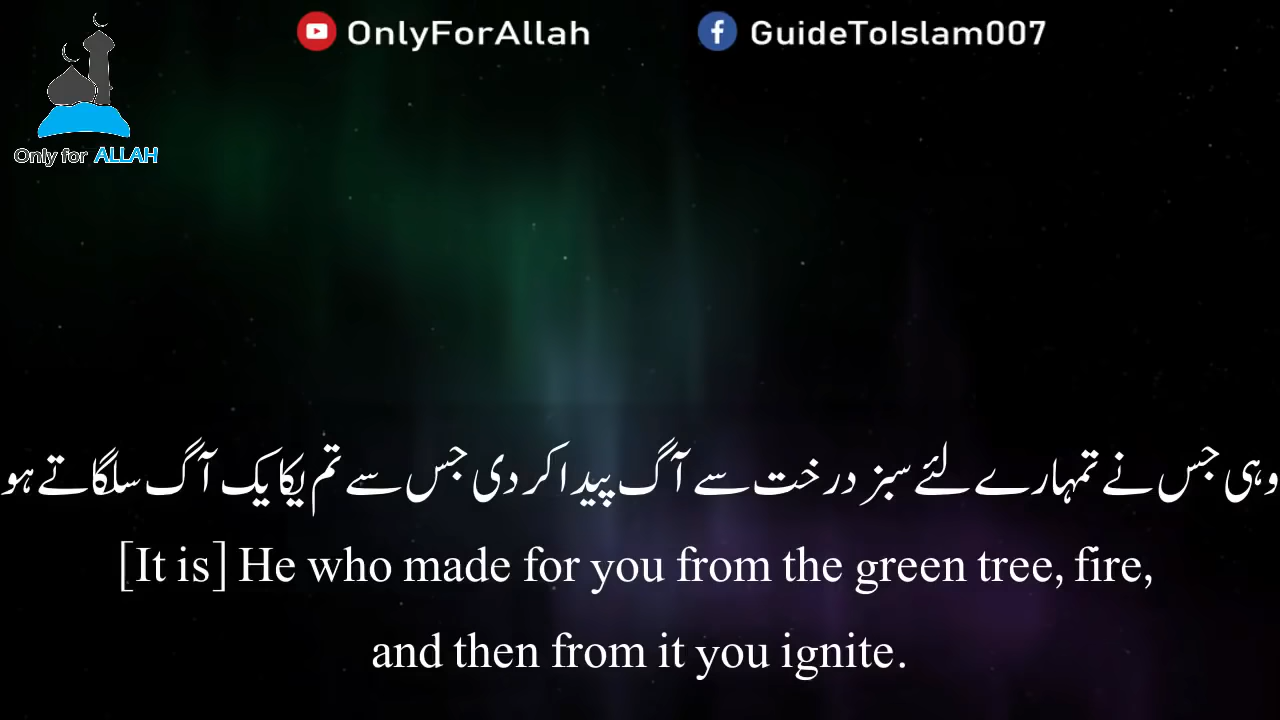 OnlyForAllah
GuideToIslam007
Only for ALLAH
وہی جس نے تمہارے لئے سبز درخت سے آگ پیدا کر دی جس سے تم یکایک آگ سلگاتے ہو
[It is] He who made for you from the green tree, fire,
and then from it you ignite.